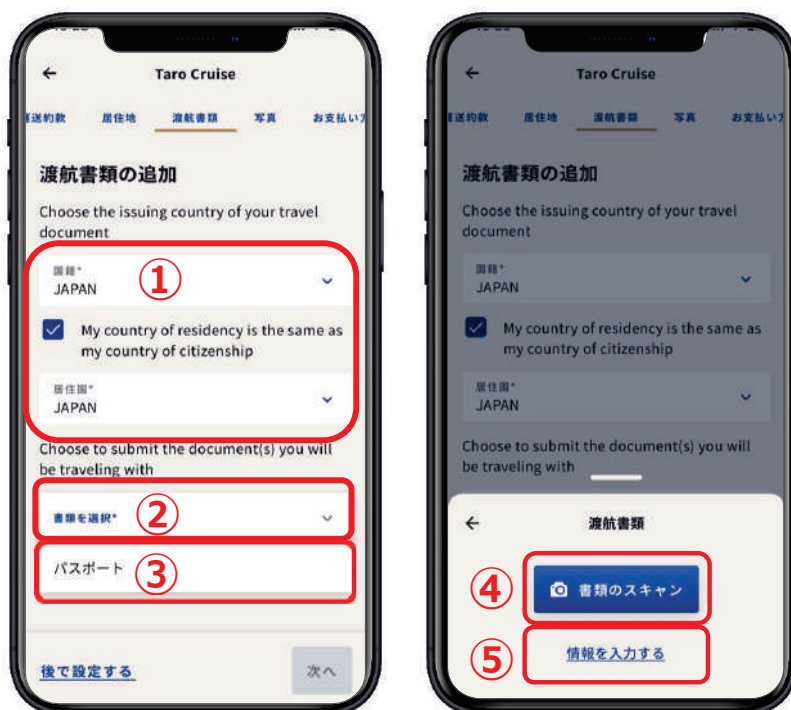 Taro Cruise
送約款 居住地 渡航書類 写真 お支払い方
渡航書類の追加
Choose the issuing country of your travel
document
国籍*
JAPAN
①
My country of residency is the same as
my country of citizenship
居住国*
JAPAN
Choose to submit the document(s) you will
be traveling with
書類を選択*
②
パスポート
③
後で設定する
次へ
Taro Cruise
送約款 居住地 渡航書類 写真 お支払い方
渡航書類の追加
Choose the issuing country of your travel
document
国籍*
JAPAN
My country of residency is the same as
my country of citizenship
居住国*
JAPAN
Choose to submit the document(s) you will
be traveling with
渡航書類
④
書類のスキャン
⑤
情報を入力する